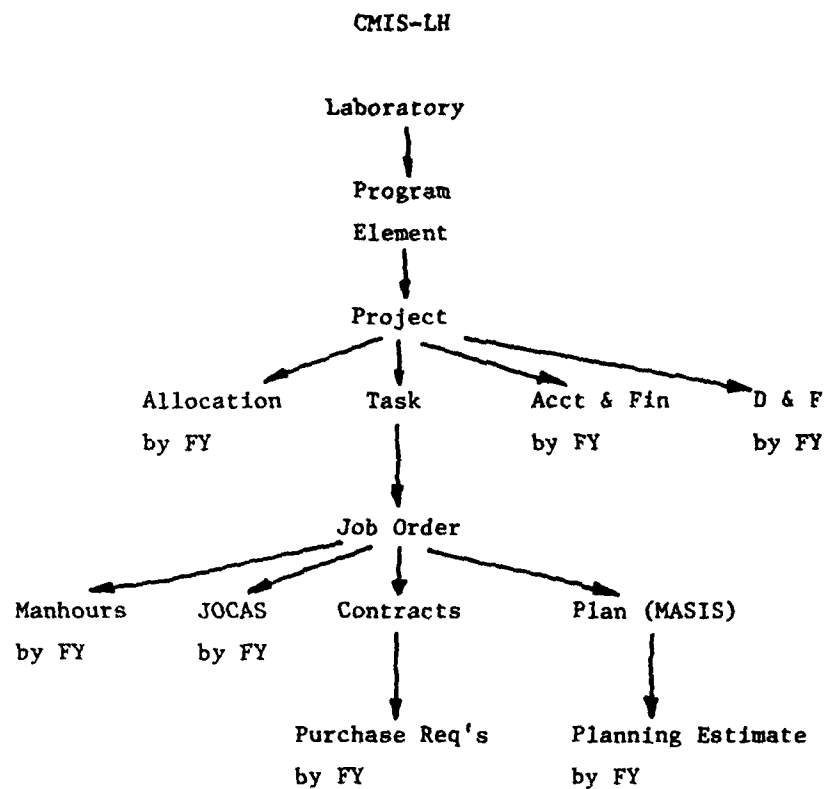 CMIS-LH
Laboratory
Program
Element
Project
Allocation Task Acct & Fin D & F
by FY by FY by FY
Job Order
Manhours JOCAS Contracts Plan (MASIS)
by FY by FY
Purchase Req's Planning Estimate
by FY by FY